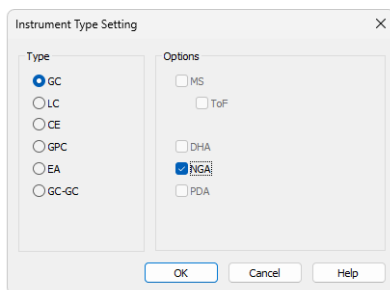 Instrument Type Setting
Type
GC
LC
CE
GPC
EA
GC-GC
Options
MS
ToF
DHA
NGA
PDA
OK
Cancel
Help